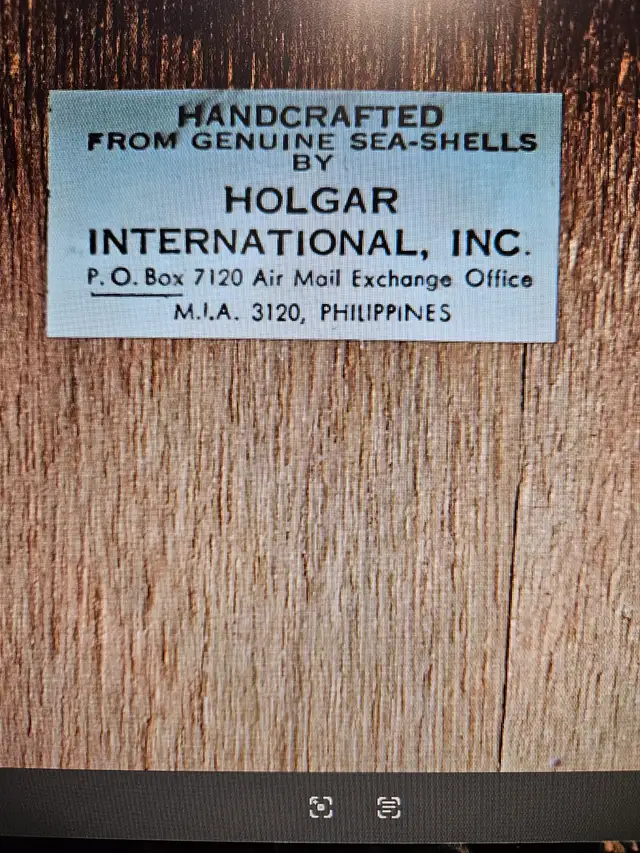 HANDCRAFTED
FROM GENUINE SEA-SHELLS
BY
HOLGAR
INTERNATIONAL, INC.
P.O. Box 7120 Air Mail Exchange Office
M.I.A. 3120, PHILIPPINES